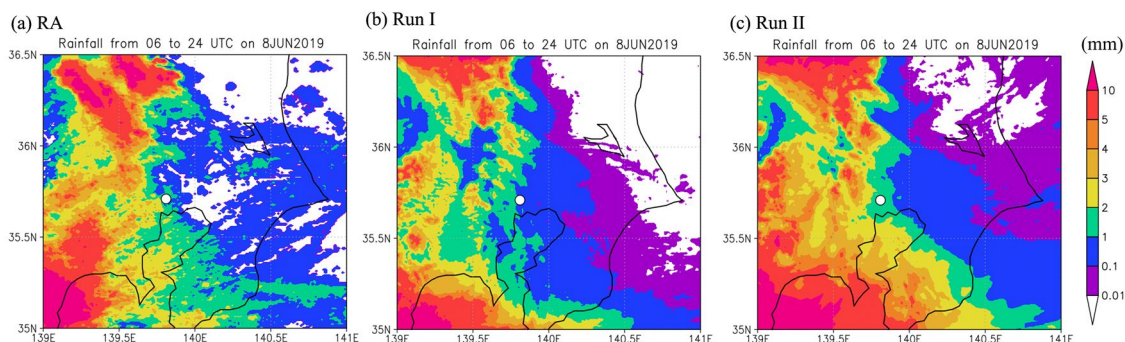 (a) RA
Rainfall from 06 to 24 UTC on 8JUN2019
36.5N
36N
35.5N
35N
139E 139.5E 140E 140.5E 141E
(b) Run I
Rainfall from 06 to 24 UTC on 8JUN2019
36.5N
36N
35.5N
35N
139E 139.5E 140E 140.5E 141E
(c) Run II
Rainfall from 06 to 24 UTC on 8JUN2019
36.5N
36N
35.5N
35N
139E 139.5E 140E 140.5E 141E
(mm)
10
5
4
3
2
1
0.1
0.01